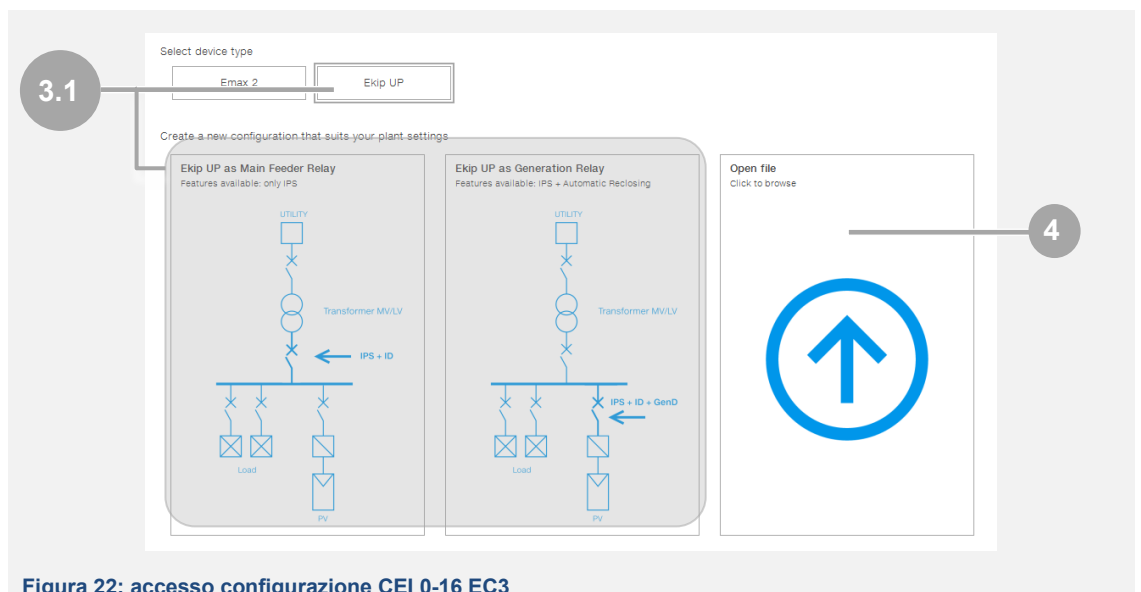 Select device type
Emax 2
Ekip UP
3.1
Create a new configuration that suits your plant settings
Ekip UP as Main Feeder Relay
Features available: only IPS
UTILITY
Transformer MV/LV
IPS + ID
Load
PV
Ekip UP as Generation Relay
Features available: IPS + Automatic Reclosing
UTILITY
Transformer MV/LV
IPS + ID + GenD
Load
PV
Open file
Click to browse
4
Figura 22: accesso configurazione CEI 0-16 EC3